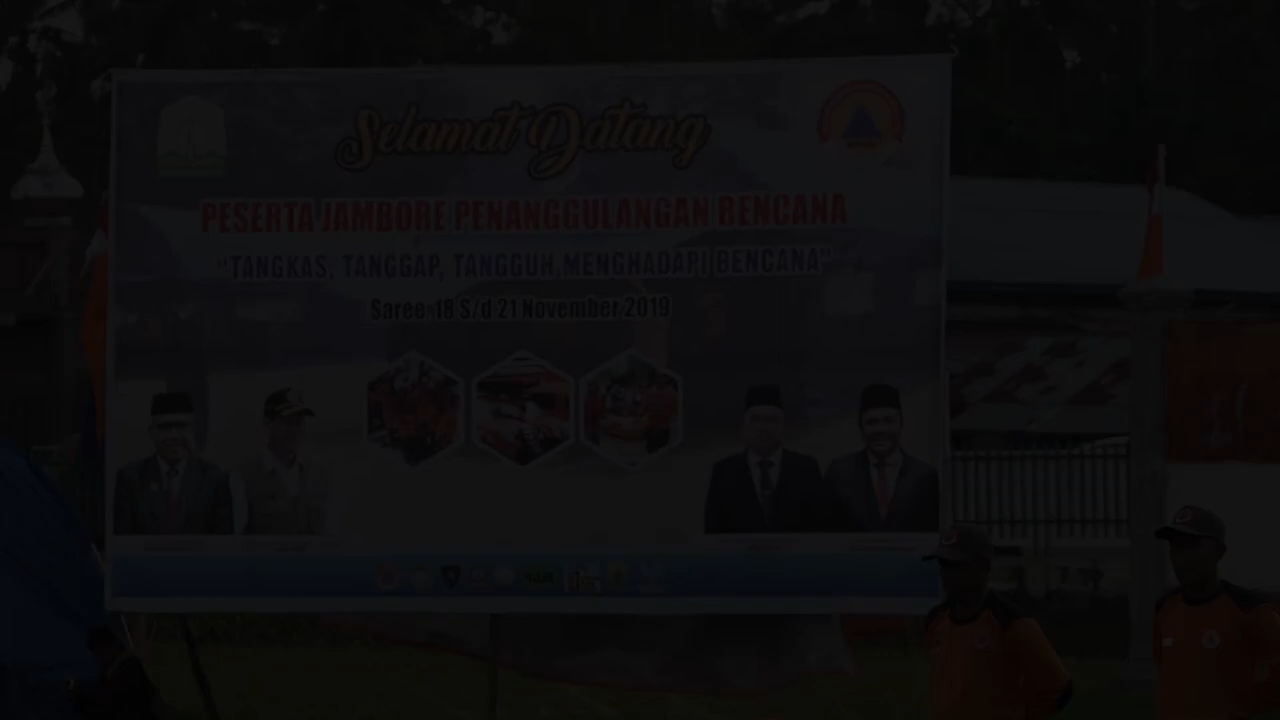 Selamat Datang
PESERTA JAMBORE PENANGGULANGAN BENCANA
"TANGKAS, TANGGAP, TANGGUH, MENGHADAPI BENCANA"
Saree, 18 S/d 21 November 2019